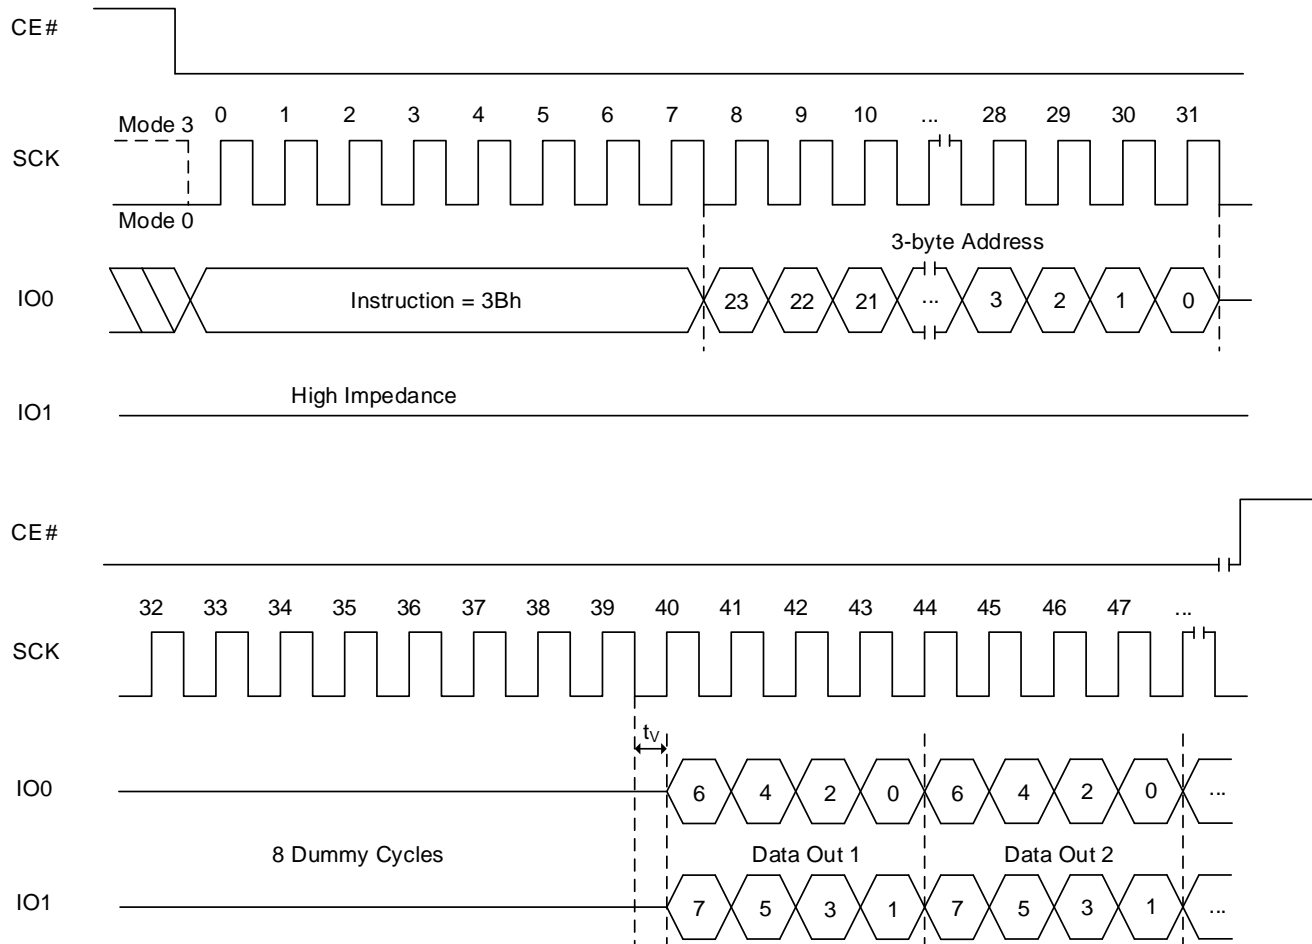 CE#
Mode 3
0 1 2 3 4 5 6 7 8 9 10 ... 28 29 30 31
SCK
Mode 0
3-byte Address
IO0
Instruction = 3Bh
23 22 21 ... 3 2 1 0
High Impedance
IO1
CE#
32 33 34 35 36 37 38 39 40 41 42 43 44 45 46 47 ...
SCK
tV
IO0
6 4 2 0 6 4 2 0 ...
8 Dummy Cycles
Data Out 1
Data Out 2
IO1
7 5 3 1 7 5 3 1 ...